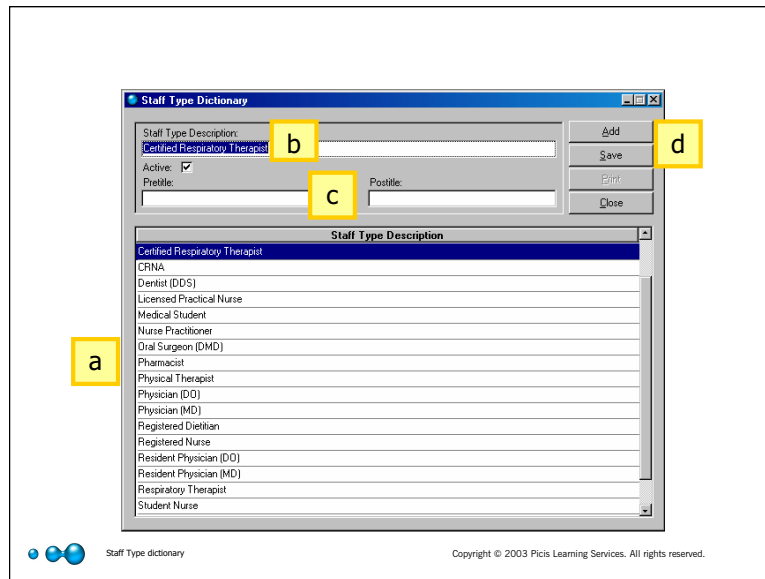 Staff Type Dictionary
Staff Type Description:
b
Certified Respiratory Therapist
Active:
Pretitle:
c
Postitle:
Add
d
Save
Print
Close
Staff Type Description
Certified Respiratory Therapist
CRNA
Dentist (DDS)
Licensed Practical Nurse
Medical Student
Nurse Practitioner
Oral Surgeon (DMD)
a
Pharmacist
Physical Therapist
Physician (DO)
Physician (MD)
Registered Dietitian
Registered Nurse
Resident Physician (DO)
Resident Physician (MD)
Respiratory Therapist
Student Nurse
Staff Type dictionary
Copyright © 2003 Picis Learning Services. All rights reserved.